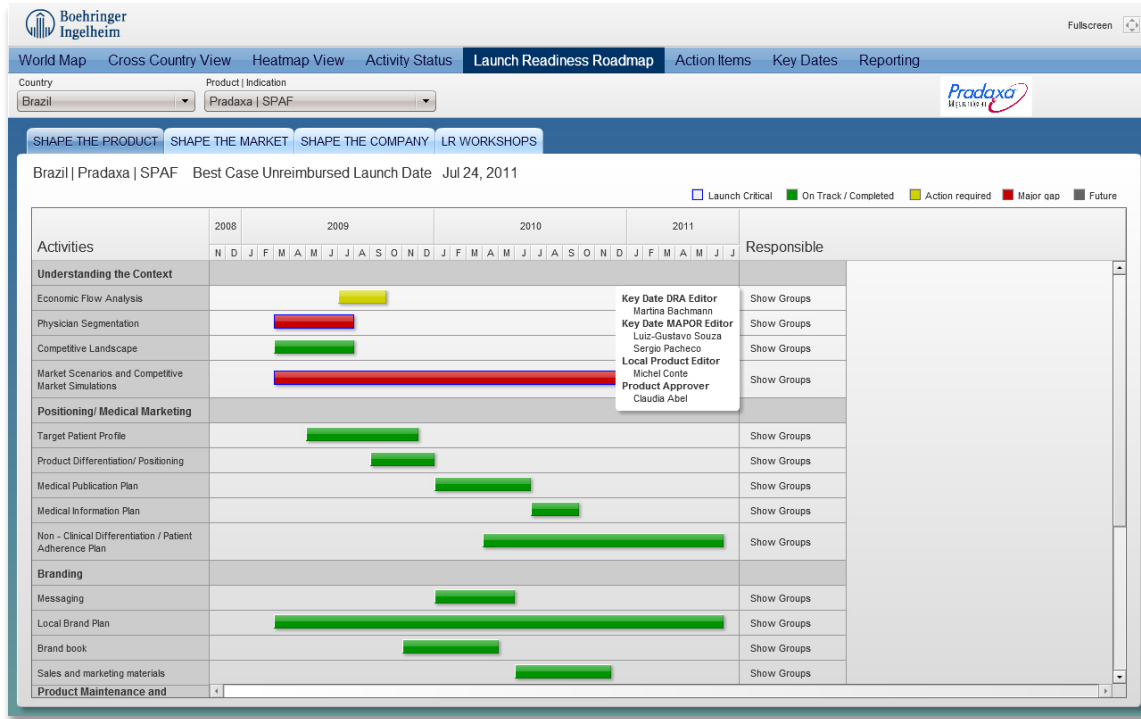 Boehringer
Ingelheim
Fullscreen
World Map Cross Country View Heatmap View Activity Status Launch Readiness Roadmap Action Items Key Dates Reporting
Country Product | Indication
Brazil Pradaxa | SPAF
Pradaxa
SHAPE THE PRODUCT SHAPE THE MARKET SHAPE THE COMPANY LR WORKSHOPS
Brazil | Pradaxa | SPAF Best Case Unreimbursed Launch Date Jul 24, 2011
Launch Critical On Track / Completed Action required Major gap Future
2008 2009 2010 2011
Activities Responsible
N D J F M A M J J A S O N D J F M A M J J A S O N D J F M A M J J
Understanding the Context
Economic Flow Analysis Show Groups
Physician Segmentation Show Groups
Competitive Landscape Show Groups
Market Scenarios and Competitive
Market Simulations Show Groups
Key Date DRA Editor
Martina Bachmann
Key Date MAPOR Editor
Luiz-Gustavo Souza
Sergio Pacheco
Local Product Editor
Michel Conte
Product Approver
Claudia Abel
Positioning/ Medical Marketing
Target Patient Profile Show Groups
Product Differentiation/ Positioning Show Groups
Medical Publication Plan Show Groups
Medical Information Plan Show Groups
Non - Clinical Differentiation / Patient
Adherence Plan Show Groups
Branding
Messaging Show Groups
Local Brand Plan Show Groups
Brand book Show Groups
Sales and marketing materials Show Groups
Product Maintenance and